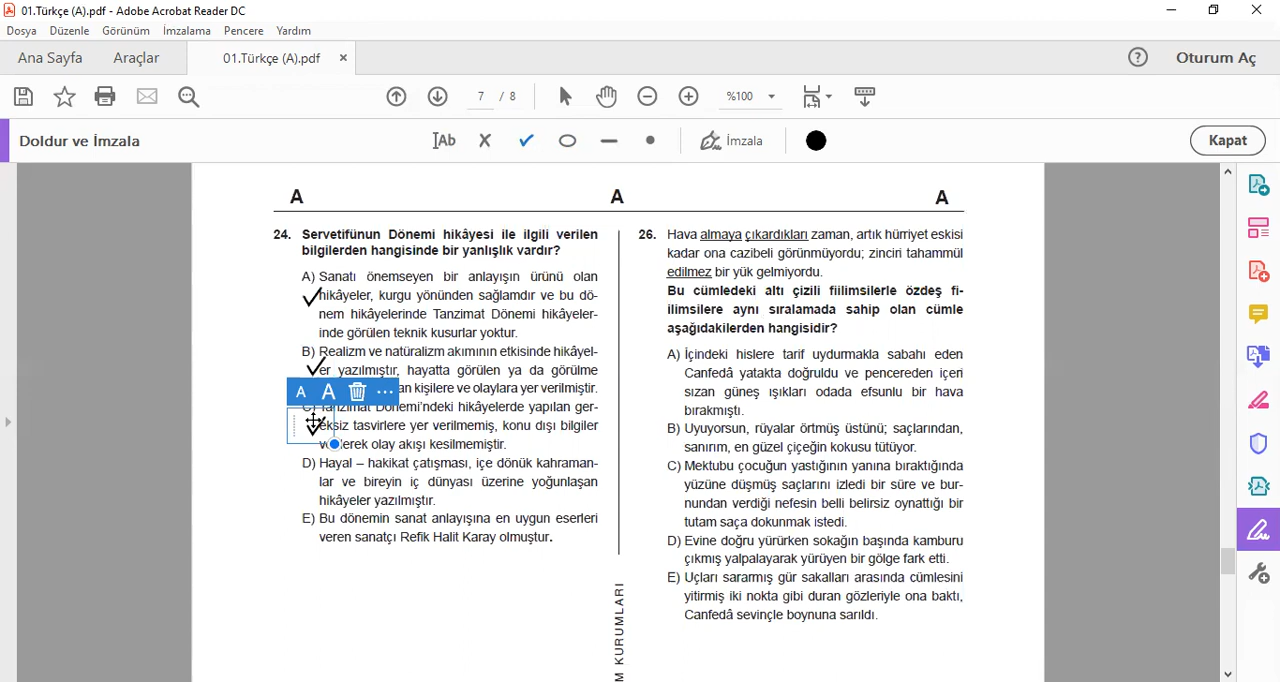 01.Türkçe (A).pdf - Adobe Acrobat Reader DC
Dosya Düzenle Görünüm İmzalama Pencere Yardım
Ana Sayfa Araçlar 01.Türkçe (A).pdf Oturum Aç
7 / 8 %100
Doldur ve İmzala Ab İmzala Kapat
A A A
24. Servetifünun Dönemi hikâyesi ile ilgili verilen
bilgilerden hangisinde bir yanlışlık vardır?
A) Sanatı önemseyen bir anlayışın ürünü olan
hikâyeler, kurgu yönünden sağlamdır ve bu dö-
nem hikâyelerinde Tanzimat Dönemi hikâyeler-
inde görülen teknik kusurlar yoktur.
B) Realizm ve natüralizm akımının etkisinde hikâyel-
er yazılmıştır, hayatta görülen ya da görülme
kişilere ve olaylara yer verilmiştir.
A A ...
C) Tanzimat Dönemi'ndeki hikâyelerde yapılan ger-
eksiz tasvirlere yer verilmemiş, konu dışı bilgiler
verilerek olay akışı kesilmemiştir.
D) Hayal – hakikat çatışması, içe dönük kahraman-
lar ve bireyin iç dünyası üzerine yoğunlaşan
hikâyeler yazılmıştır.
E) Bu dönemin sanat anlayışına en uygun eserleri
veren sanatçı Refik Halit Karay olmuştur.
26. Hava almaya çıkardıkları zaman, artık hürriyet eskisi
kadar ona cazibeli görünmüyordu; zinciri tahammül
edilmez bir yük gelmiyordu.
Bu cümledeki altı çizili fiilimsilerle özdeş fi-
ilimsilere aynı sıralamada sahip olan cümle
aşağıdakilerden hangisidir?
A) İçindeki hislere tarif uydurmakla sabahı eden
Canfedâ yatakta doğruldu ve pencereden içeri
sızan güneş ışıkları odada efsunlu bir hava
bırakmıştı.
B) Uyuyorsun, rüyalar örtmüş üstünü; saçlarından,
sanırım, en güzel çiçeğin kokusu tütüyor.
C) Mektubu çocuğun yastığının yanına bıraktığında
yüzüne düşmüş saçlarını izledi bir süre ve bur-
nundan verdiği nefesin belli belirsiz oynattığı bir
tutam saça dokunmak istedi.
D) Evine doğru yürürken sokağın başında kamburu
çıkmış yalpalayarak yürüyen bir gölge fark etti.
E) Uçları sararmış gür sakalları arasında cümlesini
yitirmiş iki nokta gibi duran gözleriyle ona baktı,
Canfedâ sevinçle boynuna sarıldı.
M KURUMLARI